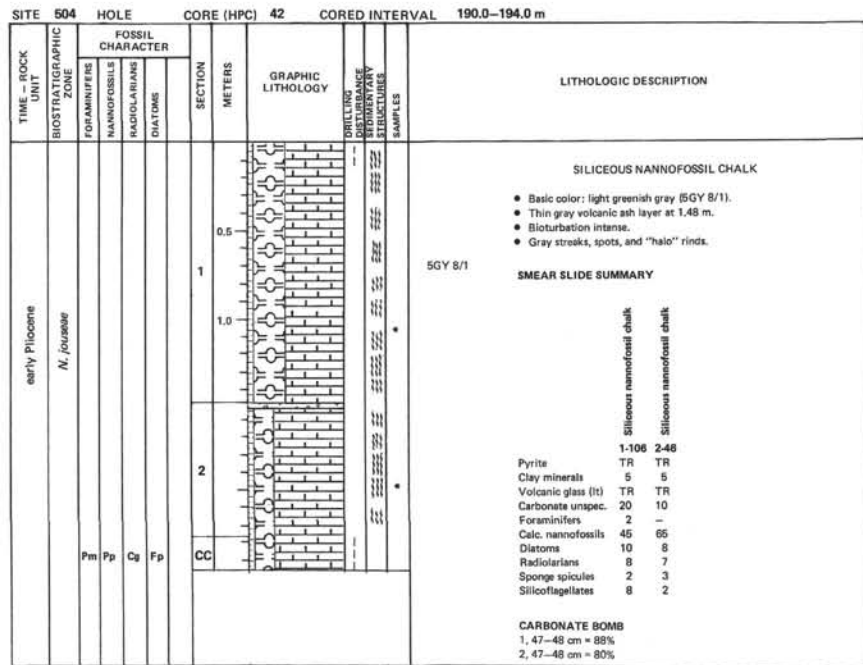 SITE 504 HOLE CORE (HPC) 42 CORED INTERVAL 190.0–194.0 m
TIME – ROCK UNIT
BIOSTRATIGRAPHIC ZONE
FOSSIL CHARACTER
FORAMINIFERS
NANNOFOSSILS
RADIOLARIANS
DIATOMS
SECTION
METERS
GRAPHIC LITHOLOGY
DRILLING DISTURBANCE
SEDIMENTARY STRUCTURES
SAMPLES
LITHOLOGIC DESCRIPTION
early Pliocene
N. jouseae
Pm Pp Cg Fp
1
0.5
1.0
2
CC
5GY 8/1
SILICEOUS NANNOFOSSIL CHALK
• Basic color: light greenish gray (5GY 8/1).
• Thin gray volcanic ash layer at 1.48 m.
• Bioturbation intense.
• Gray streaks, spots, and "halo" rinds.
SMEAR SLIDE SUMMARY
Siliceous nannofossil chalk
Siliceous nannofossil chalk
1-106 2-46
Pyrite TR TR
Clay minerals 5 5
Volcanic glass (lt) TR TR
Carbonate unspec. 20 10
Foraminifers 2 –
Calc. nannofossils 45 65
Diatoms 10 8
Radiolarians 8 7
Sponge spicules 2 3
Silicoflagellates 8 2
CARBONATE BOMB
1, 47–48 cm = 88%
2, 47–48 cm = 80%